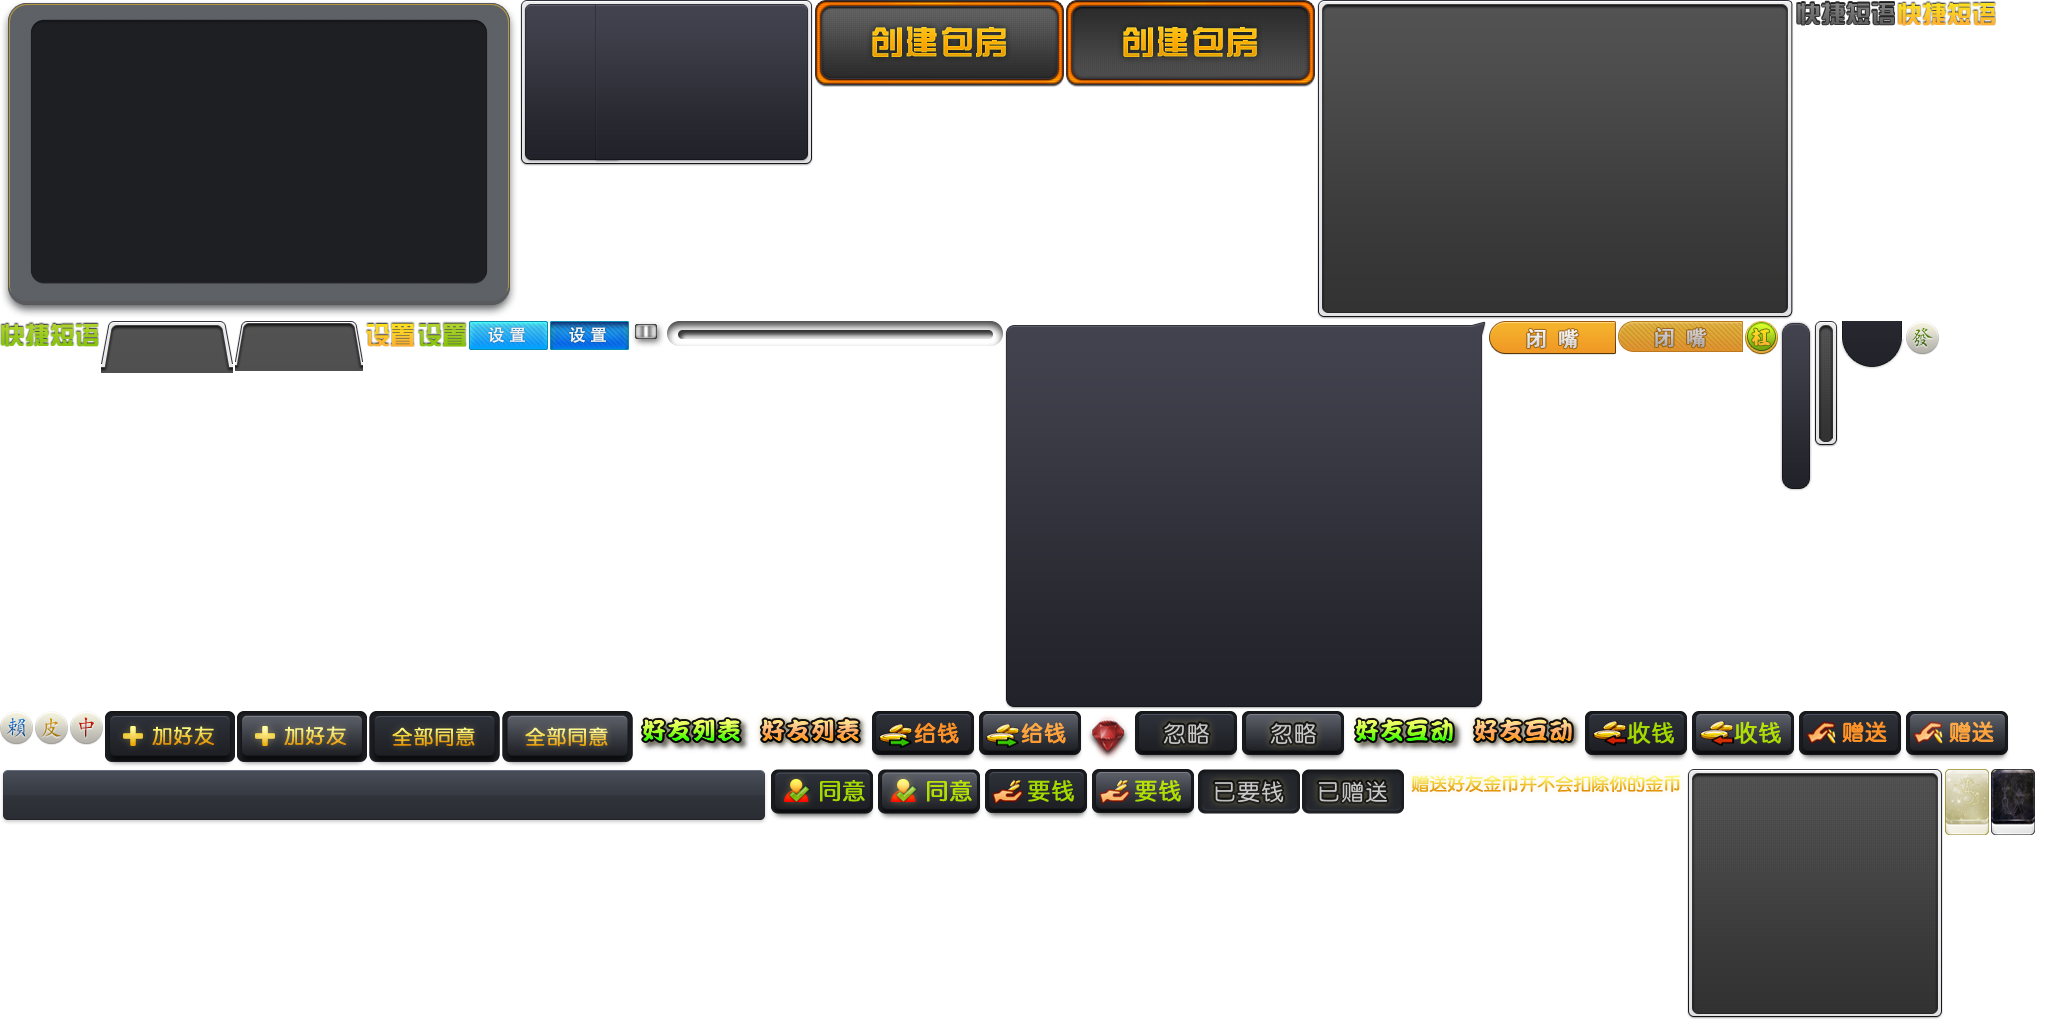 创建包房
创建包房
快捷短语
快捷短语
快捷短语
设置
设置
设置
设置
闭嘴
闭嘴
杠
發
賴
皮
中
加好友
加好友
全部同意
全部同意
好友列表
好友列表
给钱
给钱
忽略
忽略
好友互动
好友互动
收钱
收钱
赠送
赠送
同意
同意
要钱
要钱
已要钱
已赠送
赠送好友金币并不会扣除你的金币